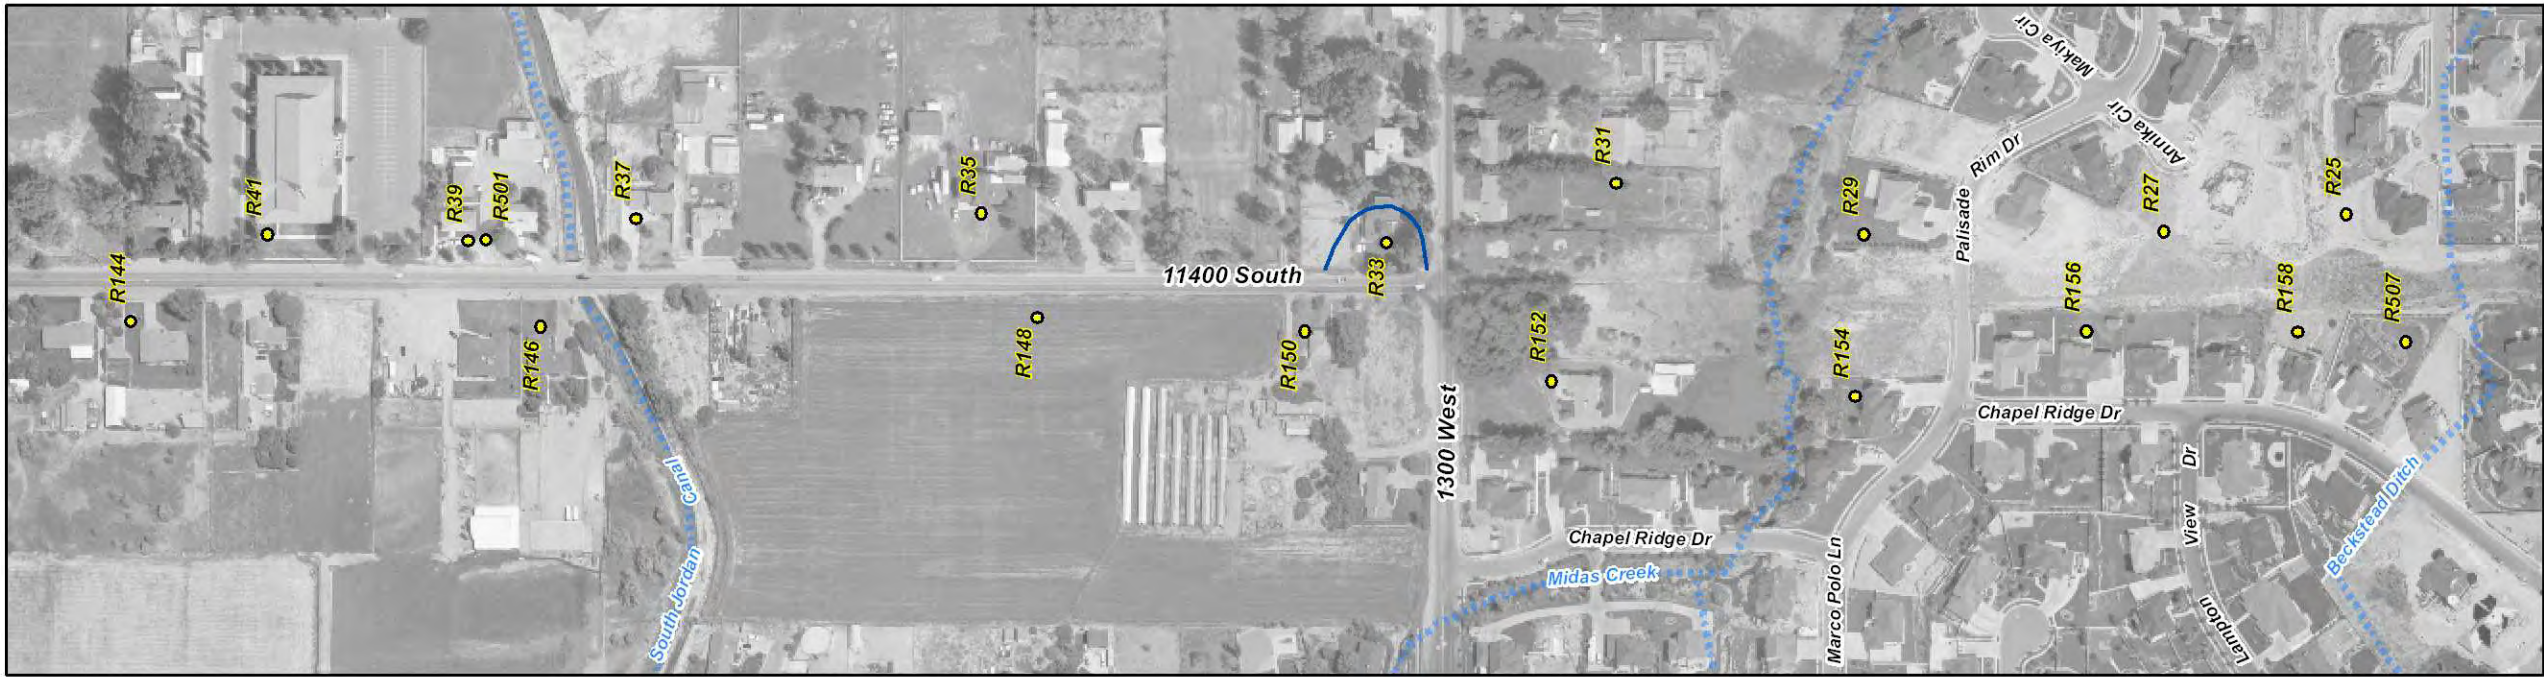 Makiya Cir
Annika Cir
Rim Dr
Palisade
R41
R39
R501
R37
R35
R31
R29
R27
R25
R144
11400 South
R33
R156
R158
R507
R146
R148
R150
R152
R154
Chapel Ridge Dr
1300 West
South Jordan Canal
View Dr
Beckstead Ditch
Chapel Ridge Dr
Midas Creek
Marco Polo Ln
Lampton